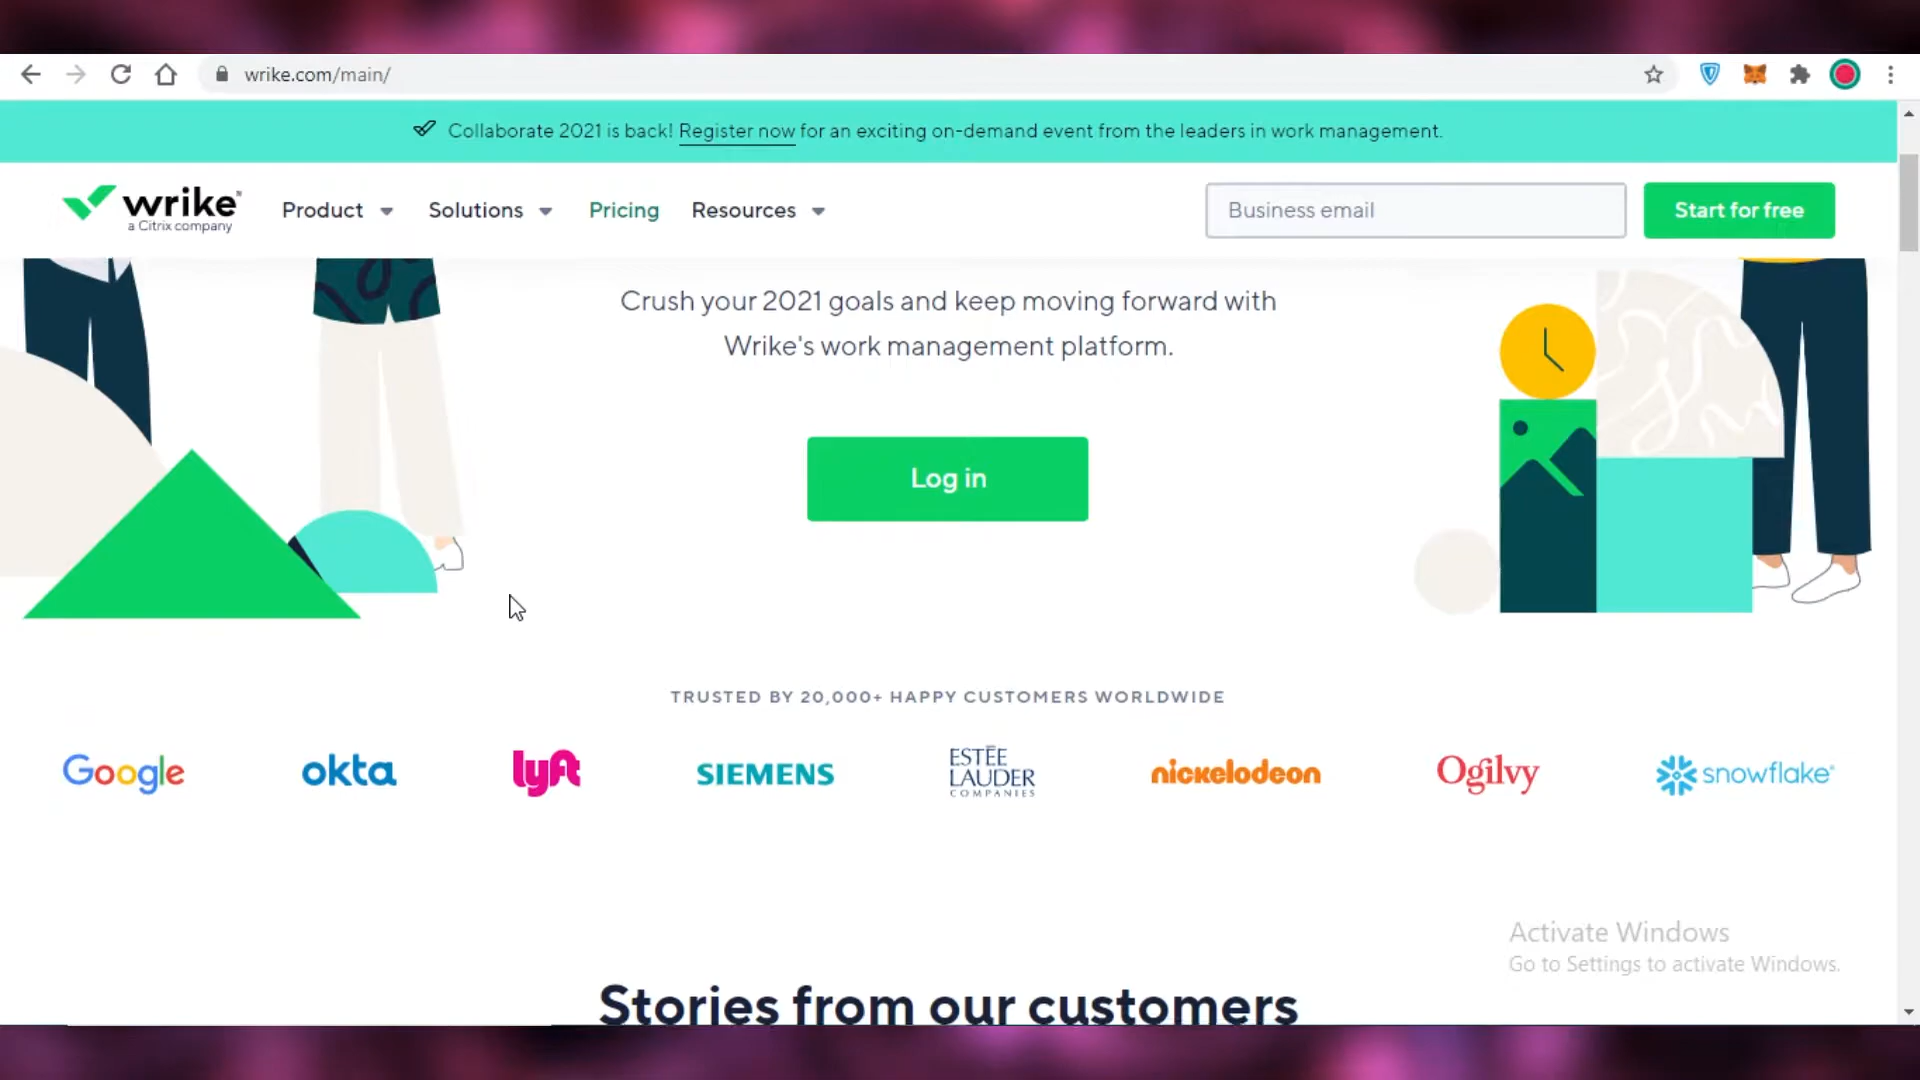 wrike.com/main/
Collaborate 2021 is back! Register now for an exciting on-demand event from the leaders in work management.
wrike
a Citrix company
Product
Solutions
Pricing
Resources
Business email
Start for free
Crush your 2021 goals and keep moving forward with
Wrike's work management platform.
Log in
TRUSTED BY 20,000+ HAPPY CUSTOMERS WORLDWIDE
Google
okta
lyft
SIEMENS
ESTĒE
LAUDER
COMPANIES
nickelodeon
Ogilvy
snowflake®
Activate Windows
Go to Settings to activate Windows.
Stories from our customers